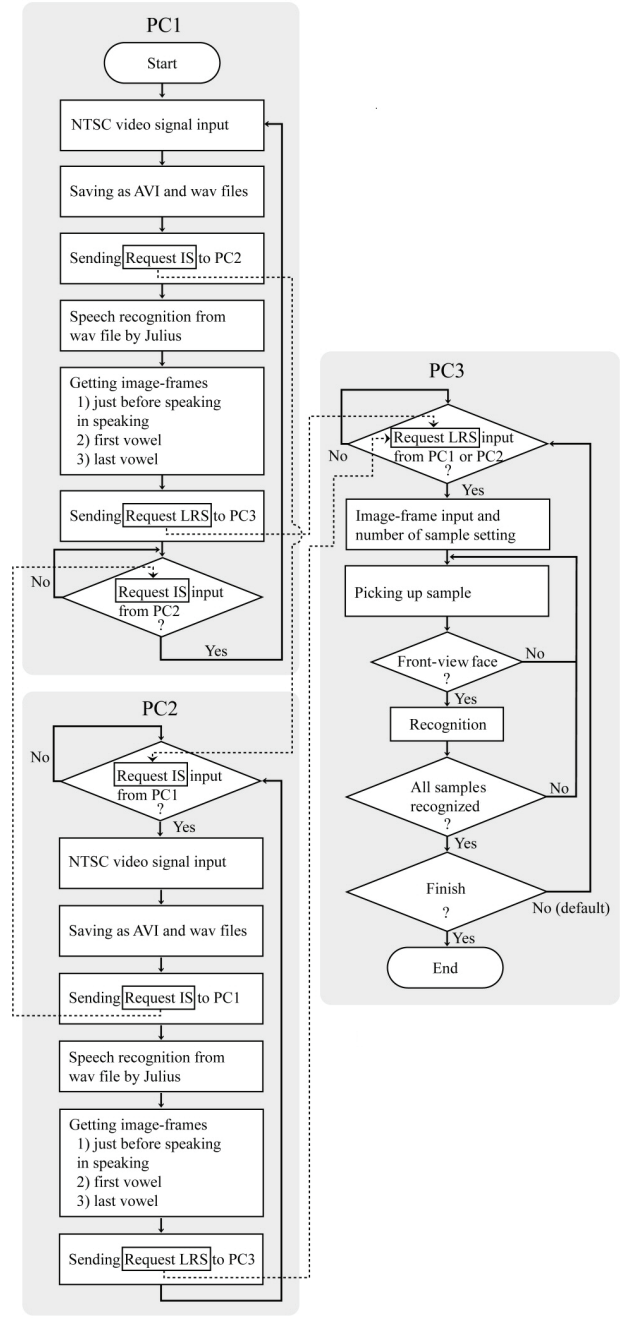 PC1
Start
NTSC video signal input
Saving as AVI and wav files
Sending Request IS to PC2
Speech recognition from
wav file by Julius
Getting image-frames
1) just before speaking
in speaking
2) first vowel
3) last vowel
Sending Request LRS to PC3
No
Request IS input
from PC2
?
Yes
PC2
No
Request IS input
from PC1
?
Yes
NTSC video signal input
Saving as AVI and wav files
Sending Request IS to PC1
Speech recognition from
wav file by Julius
Getting image-frames
1) just before speaking
in speaking
2) first vowel
3) last vowel
Sending Request LRS to PC3
PC3
Request LRS input
No
from PC1 or PC2
?
Yes
Image-frame input and
number of sample setting
Picking up sample
Front-view face
?
No
Yes
Recognition
All samples
recognized
?
No
Yes
Finish
?
No (default)
Yes
End